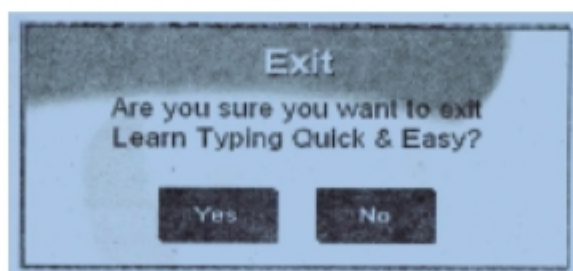 Exit
Are you sure you want to exit
Learn Typing Quick & Easy?
Yes No